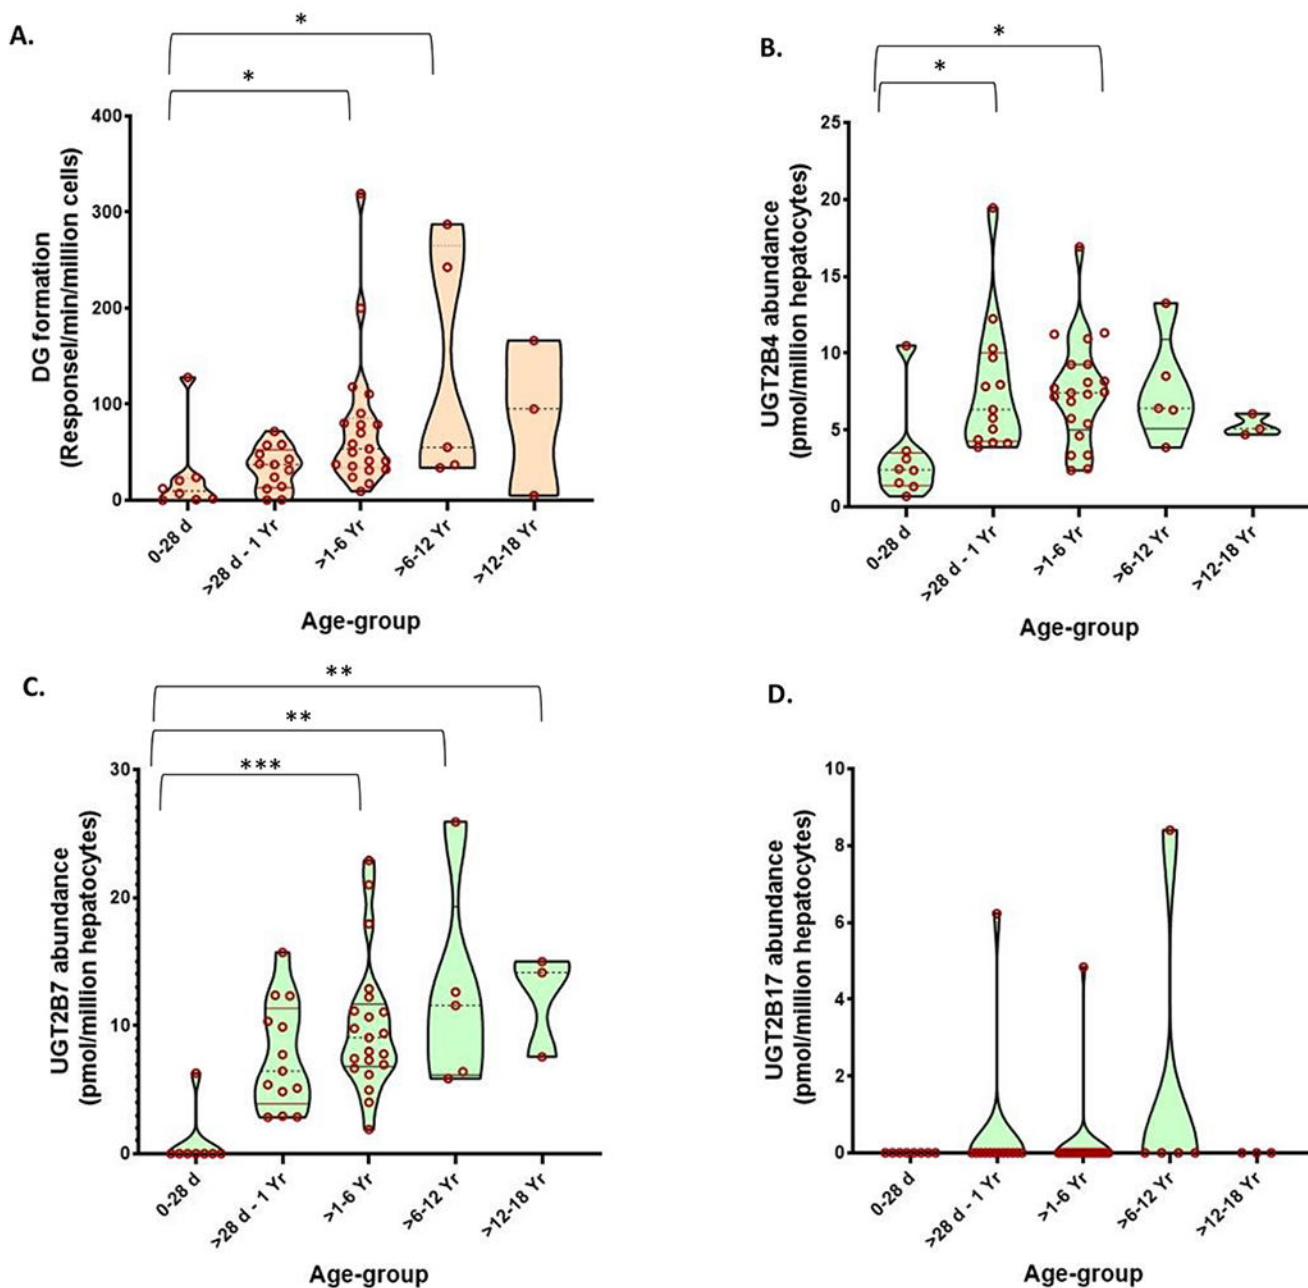 A.
*
*
DG formation
(Responsel/min/million cells)
400
300
200
100
0
0-28 d
>28 d - 1 Yr
>1-6 Yr
>6-12 Yr
>12-18 Yr
Age-group
B.
*
*
UGT2B4 abundance
(pmol/million hepatocytes)
25
20
15
10
5
0
0-28 d
>28 d - 1 Yr
>1-6 Yr
>6-12 Yr
>12-18 Yr
Age-group
C.
**
**
***
UGT2B7 abundance
(pmol/million hepatocytes)
30
20
10
0
0-28 d
>28 d - 1 Yr
>1-6 Yr
>6-12 Yr
>12-18 Yr
Age-group
D.
UGT2B17 abundance
(pmol/million hepatocytes)
10
8
6
4
2
0
0-28 d
>28 d - 1 Yr
>1-6 Yr
>6-12 Yr
>12-18 Yr
Age-group